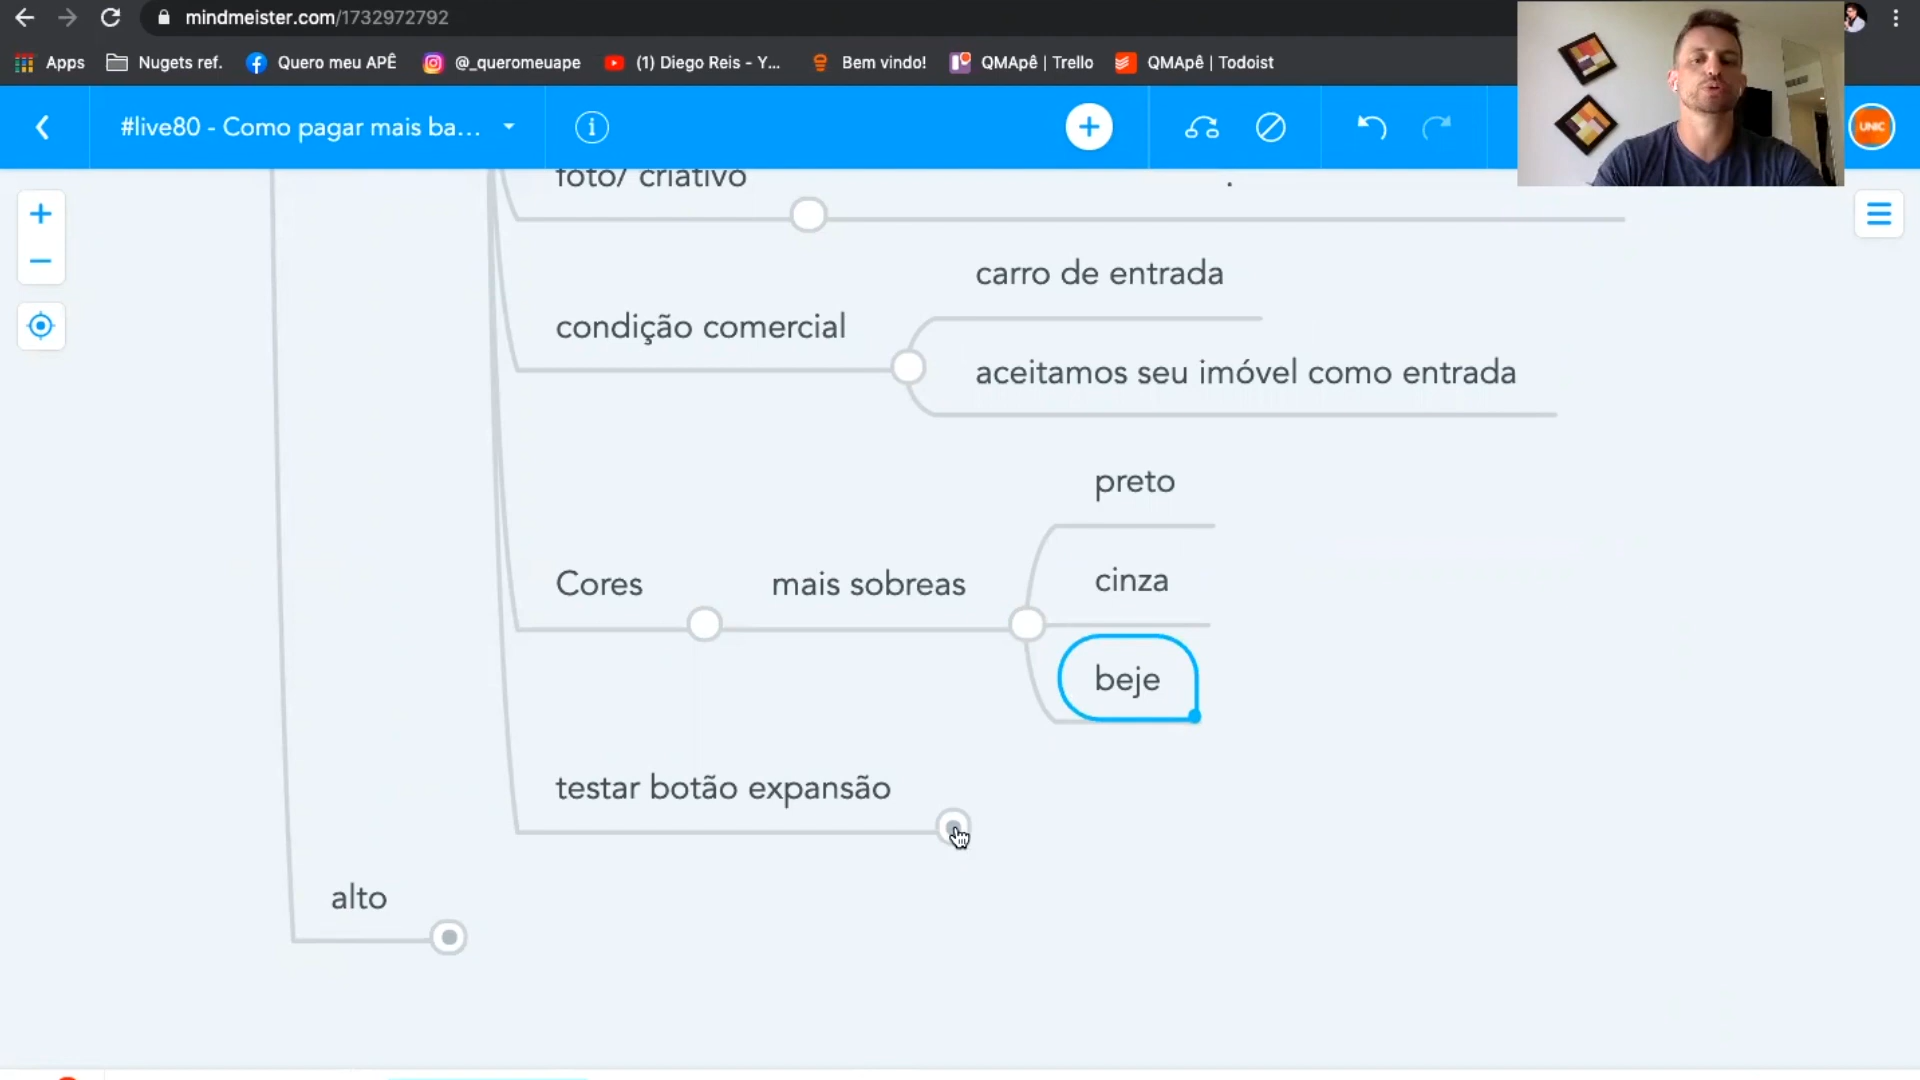 mindmeister.com/1732972792
Apps
Nugets ref.
Quero meu APÊ
@_queromeuape
(1) Diego Reis - Y...
Bem vindo!
QMApê | Trello
QMApê | Todoist
#live80 - Como pagar mais ba...
UNIC
foto/ criativo
.
carro de entrada
condição comercial
aceitamos seu imóvel como entrada
preto
Cores
mais sobreas
cinza
beje
testar botão expansão
alto